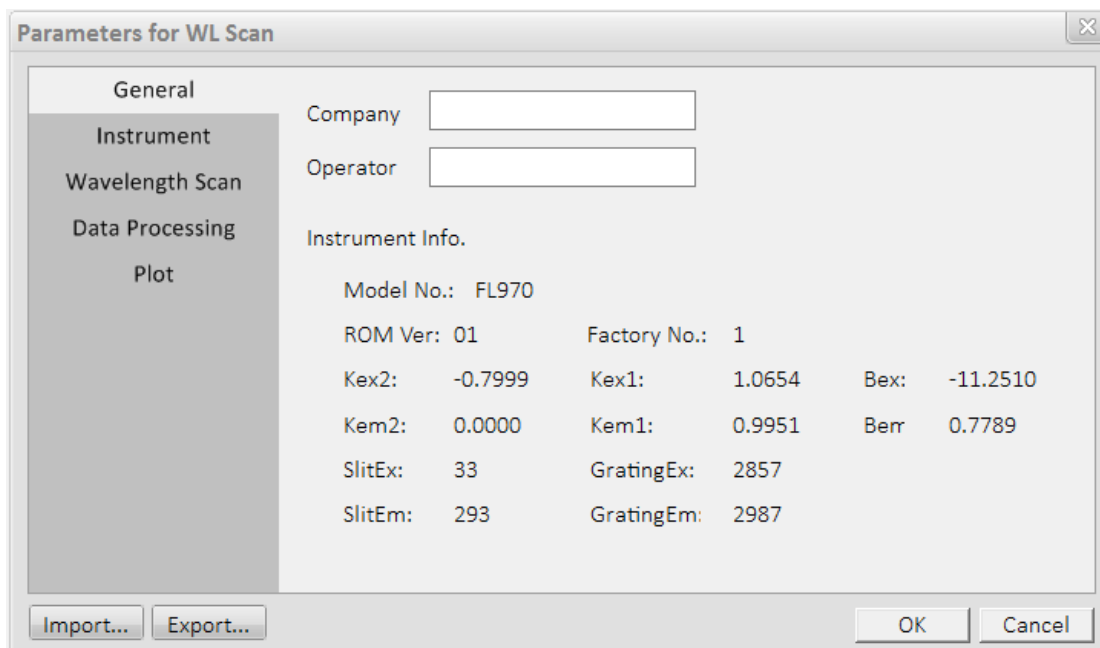 Parameters for WL Scan
General
Instrument
Wavelength Scan
Data Processing
Plot
Company
Operator
Instrument Info.
Model No.: FL970
ROM Ver: 01 Factory No.: 1
Kex2: -0.7999 Kex1: 1.0654 Bex: -11.2510
Kem2: 0.0000 Kem1: 0.9951 Bem 0.7789
SlitEx: 33 GratingEx: 2857
SlitEm: 293 GratingEm: 2987
Import... Export... OK Cancel